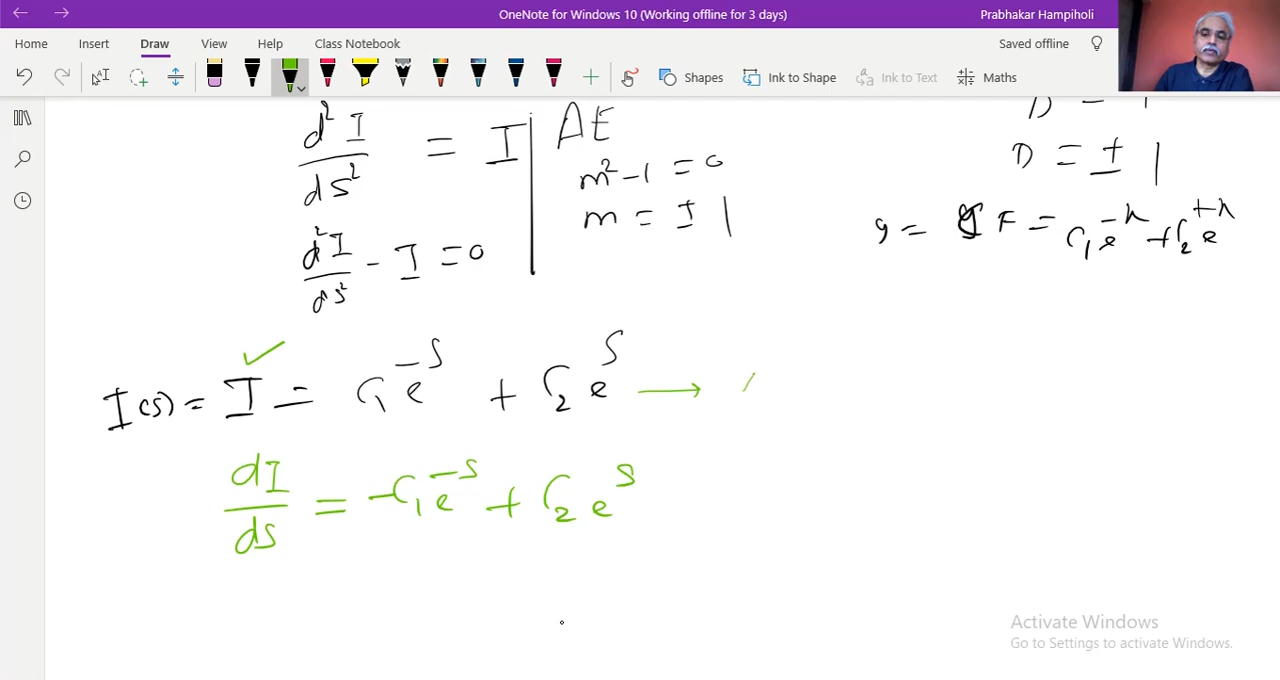 OneNote for Windows 10 (Working offline for 3 days)
Prabhakar Hampiholi
Home Insert Draw View Help Class Notebook
Saved offline
Shapes Ink to Shape Ink to Text Maths
d²I/ds² = I
d²I/ds² - I = 0
AE
m² - 1 = 0
m = ± 1
D = ± 1
y = CF = C₁e⁻ˣ + C₂e⁺ˣ
I(s) = I = C₁e⁻ˢ + C₂eˢ →
dI/ds = -C₁e⁻ˢ + C₂eˢ
Activate Windows
Go to Settings to activate Windows.